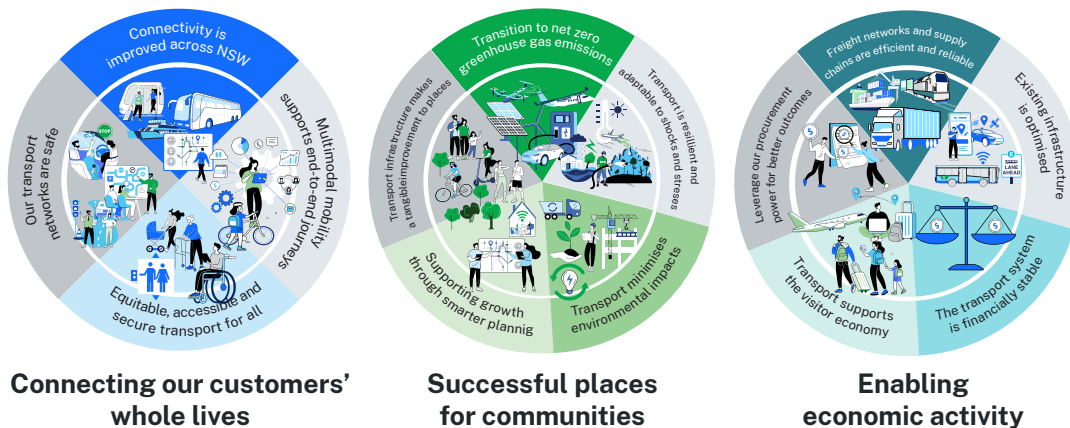 Connectivity is
improved across NSW
Multimodal mobility
supports end-to-end journeys
Equitable, accessible and
secure transport for all
Our transport
neworks are safe
STOP
Connecting our customers'
whole lives
Transition to net zero
greenhouse gas emissions
Transport is resilient and
adaptable to shocks and streses
Transport minimises
environmental impacts
Supporting growth
through smarter plannig
Transport infrastructure makes
a tangibleimprovement to places
Successful places
for communities
Freight networks and supply
chains are efficient and reliable
Existing infrastructure
is optimised
LANE
AHEAD
The transport system
is financially stable
$
$
Transport supports
the visitor economy
Leverage our procurement
power for better outcomes
$
Enabling
economic activity